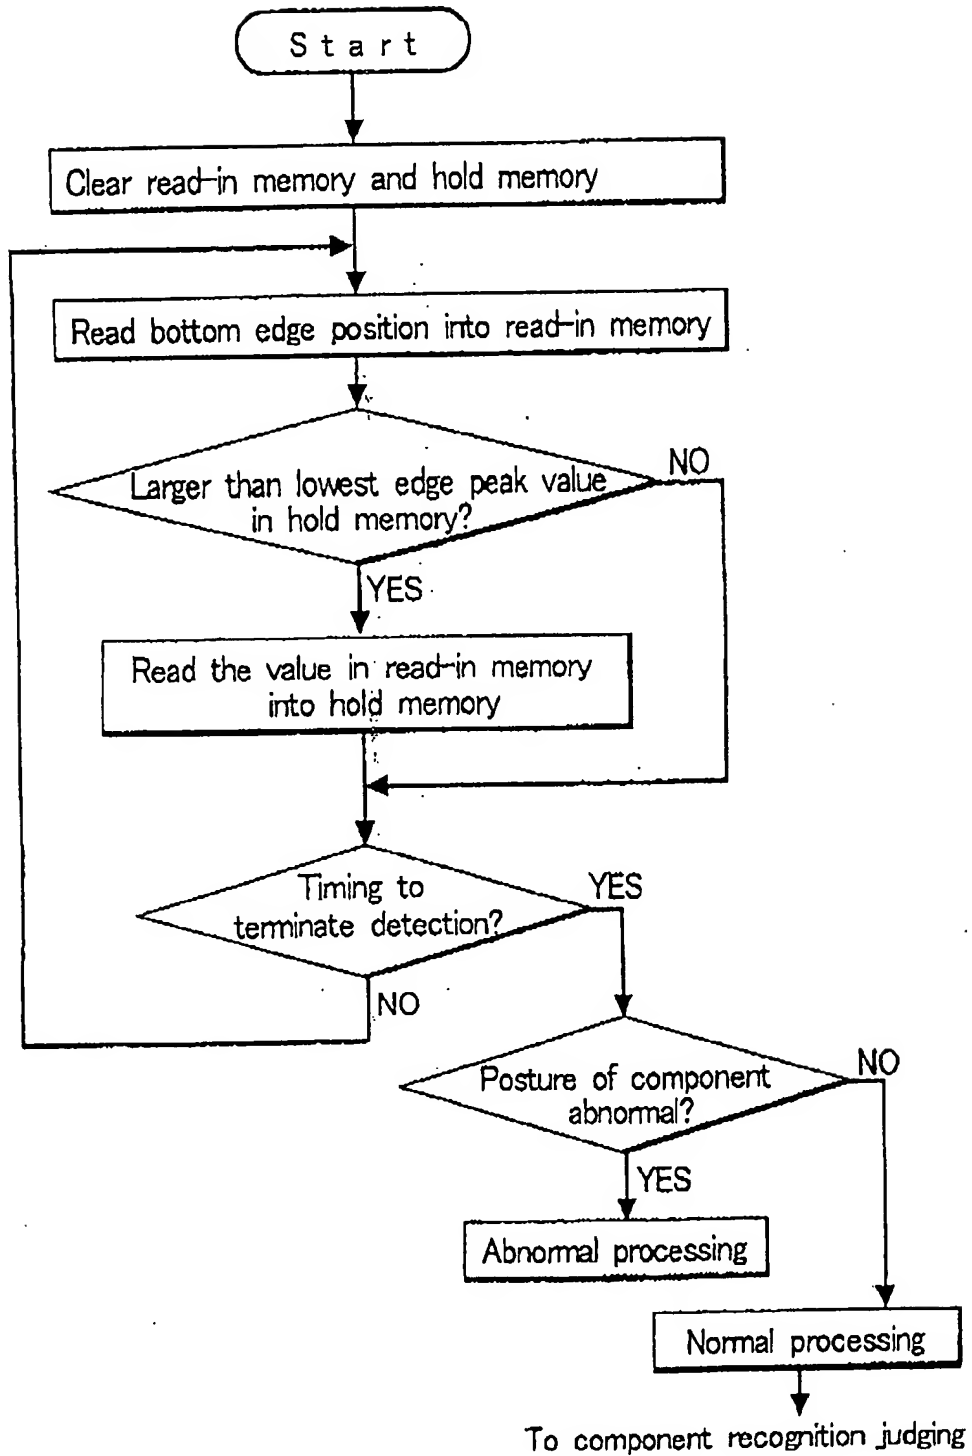 Start
Clear read-in memory and hold memory
Read bottom edge position into read-in memory
Larger than lowest edge peak value
in hold memory?
NO
YES
Read the value in read-in memory
into hold memory
Timing to
terminate detection?
YES
NO
Posture of component
abnormal?
NO
YES
Abnormal processing
Normal processing
To component recognition judging